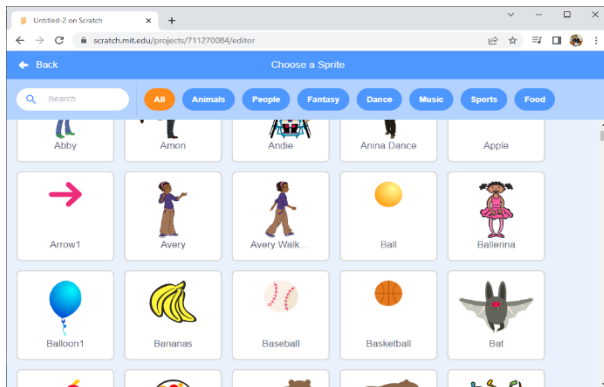 Untitled-2 on Scratch
scratch.mit.edu/projects/711270084/editor
Back
Choose a Sprite
Search
All Animals People Fantasy Dance Music Sports Food
Abby Amon Andie Anina Dance Apple
Arrow1 Avery Avery Walk... Ball Ballerina
Balloon1 Bananas Baseball Basketball Bat